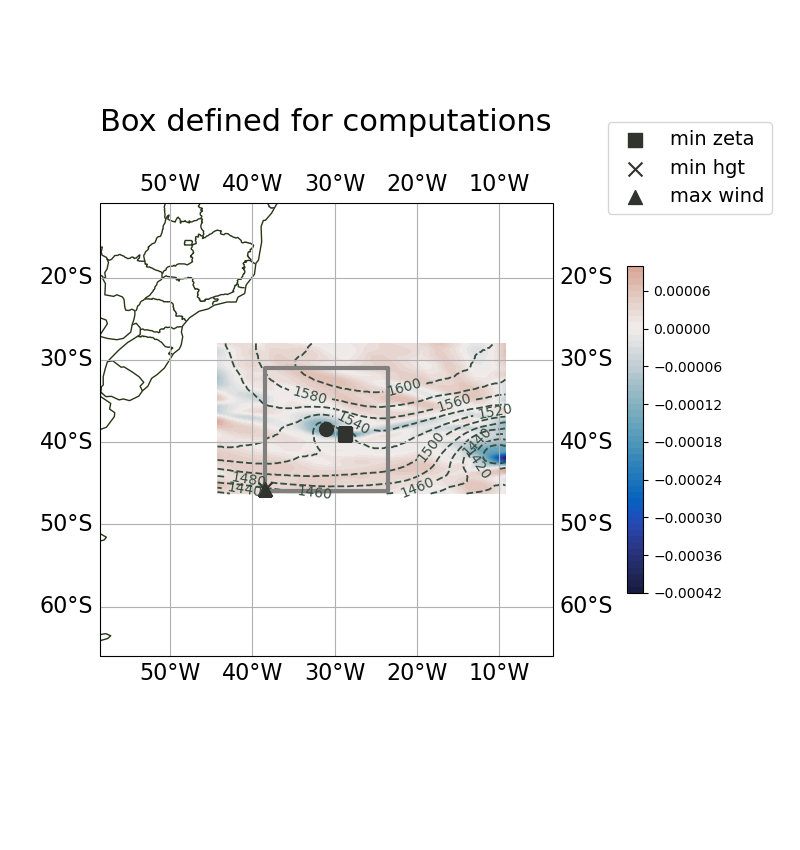 Box defined for computations
min zeta
min hgt
max wind
50°W 40°W 30°W 20°W 10°W
20°S 20°S
30°S 30°S
40°S 40°S
50°S 50°S
60°S 60°S
50°W 40°W 30°W 20°W 10°W
1580
1600
1560
1540
1520
1500
1440
1420
1480
1440
1460
1460
0.00006
0.00000
−0.00006
−0.00012
−0.00018
−0.00024
−0.00030
−0.00036
−0.00042